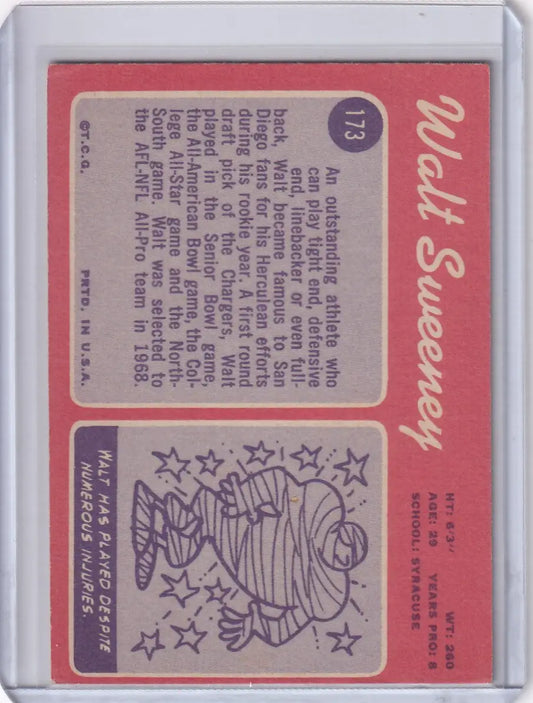 Walt Sweeney
HT: 6'3" WT: 260
AGE: 29 YEARS PRO: 8
SCHOOL: SYRACUSE
173
An outstanding athlete who
can play tight end, defensive
end, linebacker or even full-
back, Walt became famous to San
Diego fans for his Herculean efforts
during his rookie year. A first round
draft pick of the Chargers, Walt
played in the Senior Bowl game,
the All-American Bowl game, the Col-
lege All-Star game and the North-
South game. Walt was selected to
the AFL-NFL All-Pro team in 1968.
©T.C.G. PRTD. IN U.S.A.
WALT HAS PLAYED DESPITE
NUMEROUS INJURIES.